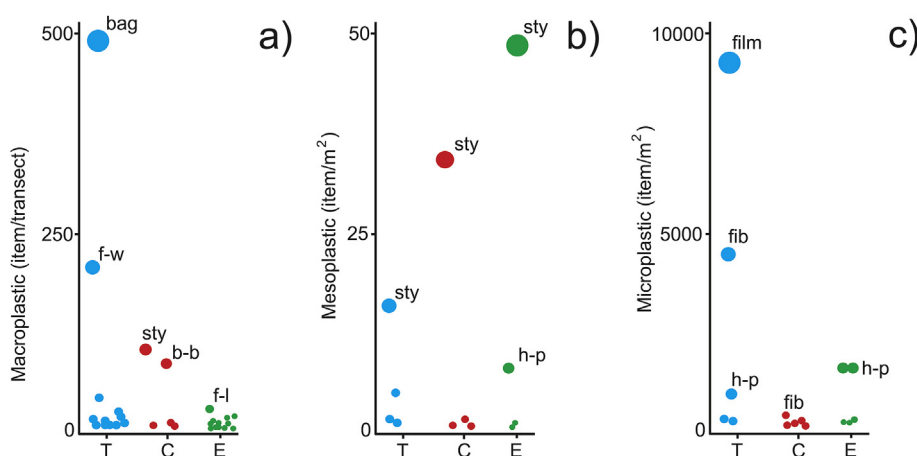 a)
Macroplastic (item/transect)
500
250
0
bag
f-w
sty
b-b
f-l
T C E
b)
Mesoplastic (item/m²)
50
25
0
sty
sty
sty
h-p
T C E
c)
Microplastic (item/m²)
10000
5000
0
film
fib
h-p
fib
h-p
T C E